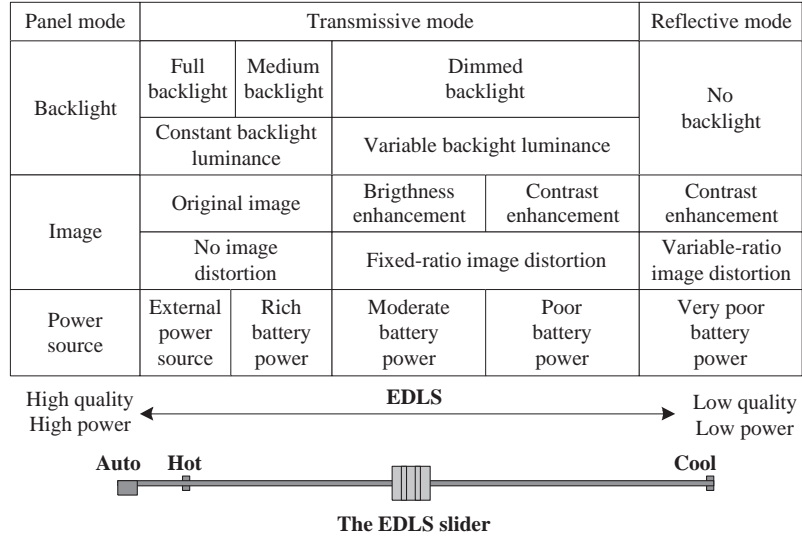 Panel mode
Transmissive mode
Reflective mode
Backlight
Full
backlight
Medium
backlight
Dimmed
backlight
No
backlight
Constant backlight
luminance
Variable backight luminance
Image
Original image
Brigthness
enhancement
Contrast
enhancement
Contrast
enhancement
No image
distortion
Fixed-ratio image distortion
Variable-ratio
image distortion
Power
source
External
power
source
Rich
battery
power
Moderate
battery
power
Poor
battery
power
Very poor
battery
power
High quality
High power
EDLS
Low quality
Low power
Auto
Hot
Cool
The EDLS slider